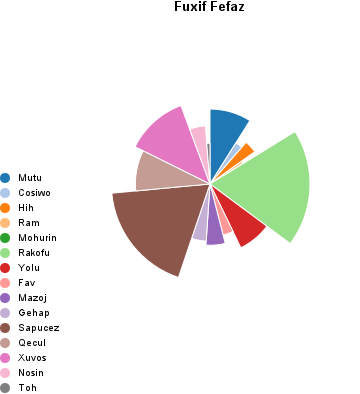 Fuxif Fefaz
Mutu
Cosiwo
Hih
Ram
Mohurin
Rakofu
Yolu
Fav
Mazoj
Gehap
Sapucez
Qecul
Xuvos
Nosin
Toh